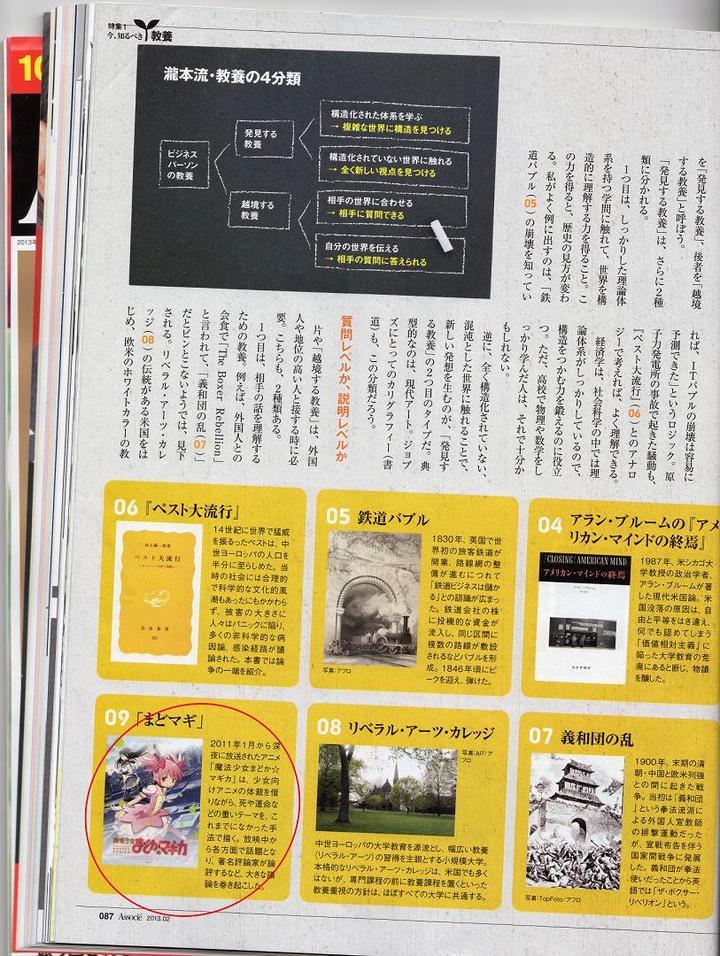 特集1
今、知るべき教養
瀧本流・教養の4分類
ビジネス
パーソン
の教養
発見する
教養
越境する
教養
構造化された体系を学ぶ
→ 複雑な世界に構造を見つける
構造化されていない世界に触れる
→ 全く新しい視点を見つける
相手の世界に合わせる
→ 相手に質問できる
自分の世界を伝える
→ 相手の質問に答えられる
を「発見する教養」、後者を「越境
する教養」と呼ぼう。
「発見する教養」は、さらに2種
類に分かれる。
1つ目は、しっかりした理論体
系を持つ学問に触れて、世界を構
造的に理解する力を得ること。こ
の力を得ると、歴史の見方が変わ
る。私がよく例に出すのは、「鉄
道バブル(05)の崩壊を知ってい
れば、ITバブルの崩壊は容易に
予測できた」というロジック。原
子力発電所の事故で起きた騒動も、
『ペスト大流行』(06)とのアナロ
ジーで考えれば、よく理解できる。
経済学は、社会科学の中では理
論体系がしっかりしているので、
構造をつかむ力を鍛えるのに役立
つ。ただ、高校で物理や数学をし
っかり学んだ人は、それで十分か
もしれない。
逆に、全く構造化されていない、
混沌とした世界に触れることで、
新しい発想を生むのが、「発見す
る教養」の2つ目のタイプだ。典
型的なのは、現代アート。ジョブ
ズにとってのカリグラフィー(書
道)も、この分類だろう。
質問レベルか、説明レベルか
片や「越境する教養」は、外国
人や地位の高い人と接する時に必
要。こちらも、2種類ある。
1つ目は、相手の話を理解する
ための教養。例えば、外国人との
会食で「The Boxer Rebellion」
と言われて、「義和団の乱(07)」
だとピンとこないようでは、見下
される。リベラル・アーツ・カレ
ッジ(08)の伝統がある米国をは
じめ、欧米のホワイトカラーの教
06『ペスト大流行』
村上陽一郎著
ペスト大流行
岩波新書
14世紀に世界で猛威
を振るったペストは、中
世ヨーロッパの人口を
半分に至らしめた。当
時の社会には合理的
で科学的な文化的風
潮もあったにもかかわら
ず、被害の大きさに
人々はパニックに陥り、
多くの非科学的な病
因論、感染経路が議
論された。本書では論
争の一端を紹介。
05 鉄道バブル
写真：アフロ
1830年、英国で世
界初の旅客鉄道が
開業、路線網の整
備が進むにつれて
「鉄道ビジネスは儲か
る」との認識が広まっ
た。鉄道会社の株
に投機的な資金が
流入し、同じ区間に
複数の路線が敷設
されるなどバブルを形
成。1846年頃にピ
ークを迎え、弾けた。
04 アラン・ブルームの『アメ
リカン・マインドの終焉』
CLOSING AMERICAN MIND
アメリカン・マインドの終焉
1987年、米シカゴ大
学教授の政治学者、
アラン・ブルームが著
した現代米国論。米
国没落の原因は、自
由と平等をはき違え、
何でも認めてしまう
「価値相対主義」に
陥った大学教育の荒
廃にあると断じ、物議
を醸した。
09「まどマギ」
魔法少女まどか☆マギカ
2011年1月から深
夜に放送されたアニメ
「魔法少女まどか☆
マギカ」は、少女向
けアニメの体裁を借
りながら、死や運命な
どの重いテーマを、こ
れまでになかった手
法で描く。放映中か
ら各方面で話題とな
り、著名評論家が論
評するなど、大きな議
論を巻き起こした。
08 リベラル・アーツ・カレッジ
写真：AP/ア
フロ
中世ヨーロッパの大学教育を源流とし、幅広い教養
（リベラル・アーツ）の習得を主眼とする小規模大学。
本格的なリベラル・アーツ・カレッジは、米国でも多く
はないが、専門課程の前に教養課程を置くといった
教養重視の方針は、ほぼすべての大学に共通する。
07 義和団の乱
写真：TopFoto/アフロ
1900年、末期の清
朝・中国と欧米列強
との間に起きた戦
争。当初は「義和団」
という拳法流派に
よる外国人宣教師
の排撃運動だった
が、宣戦布告を伴う
国家間戦争に発展
した。義和団が拳法
使いだったことから英
語では「ザ・ボクサー・
リベリオン」という。
087 Associé 2013.02